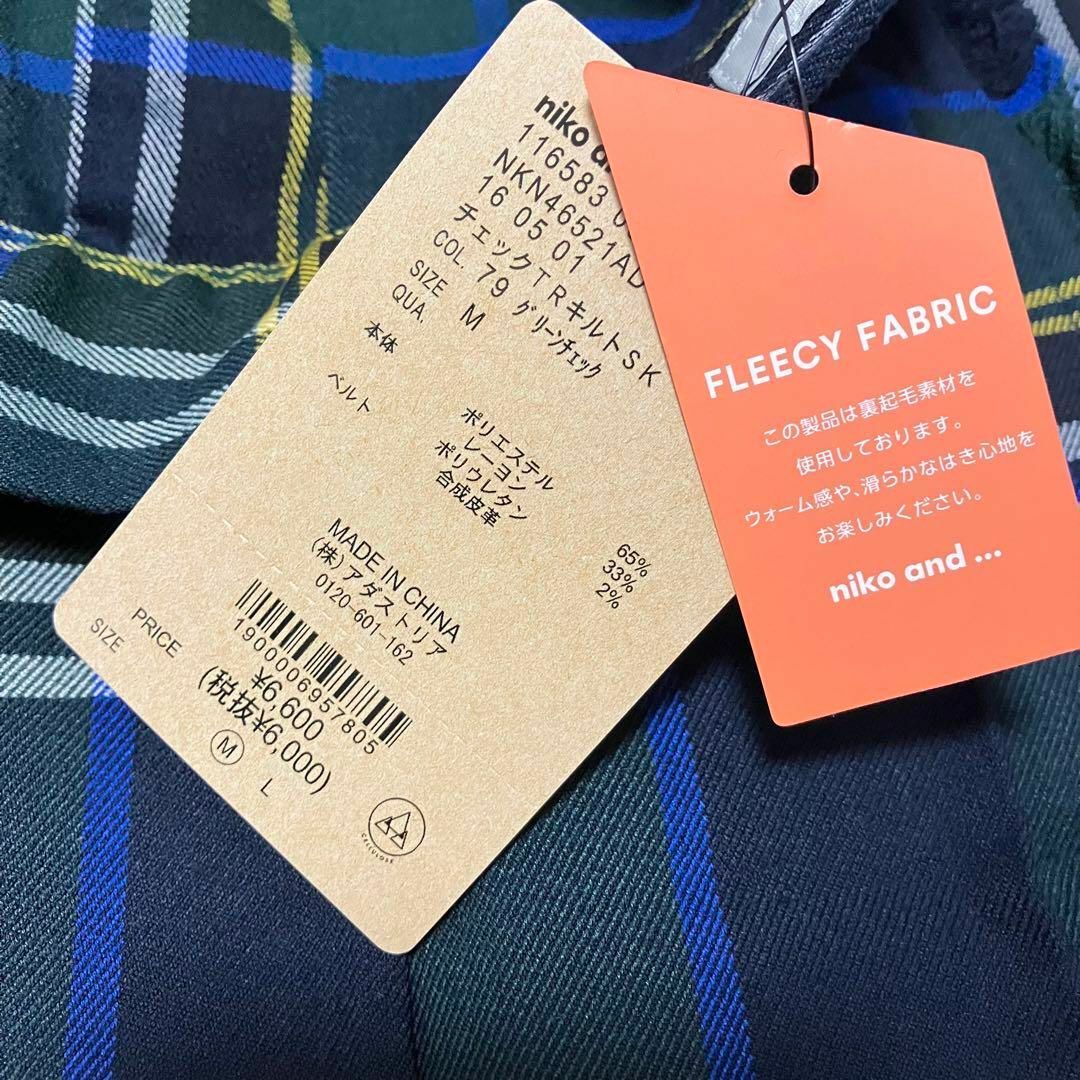 niko a
116583 0
NKN46521AD
16 05 01
チェックTRキルトSK
COL. 79 グリーンチェック
SIZE M
QUA.
本体
ポリエステル 65%
レーヨン 33%
ポリウレタン 2%
ベルト
合成皮革
MADE IN CHINA
(株)アダストリア
0120-601-162
1900006957805
PRICE ¥6,600
(税抜¥6,000)
SIZE M L
CELLULOSE
FLEECY FABRIC
この製品は裏起毛素材を
使用しております。
ウォーム感や、滑らかなはき心地を
お楽しみください。
niko and ...